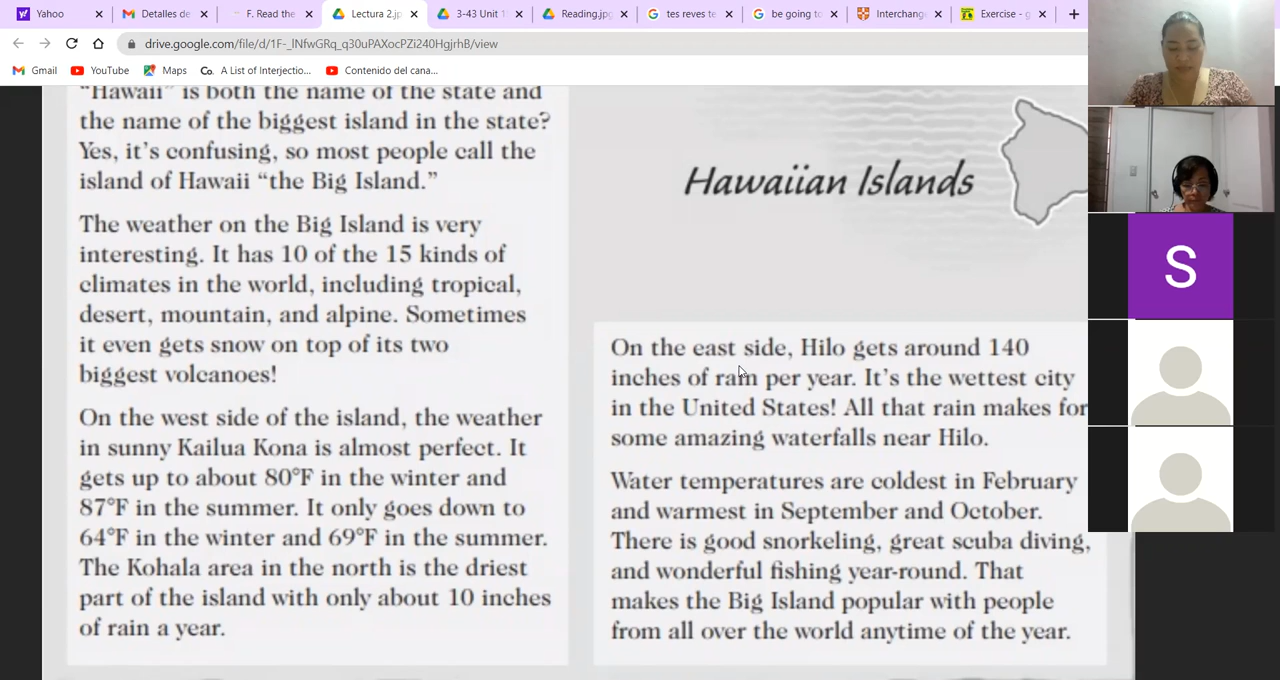 Yahoo
Detalles de
F. Read the
Lectura 2.jp
3-43 Unit 1
Reading.jpg
tes reves te
be going to
Interchange
Exercise - g
drive.google.com/file/d/1F-_lNfwGRq_q30uPAXocPZi240HgjrhB/view
Gmail
YouTube
Maps
Co. A List of Interjectio...
Contenido del cana...
"Hawaii" is both the name of the state and
the name of the biggest island in the state?
Yes, it's confusing, so most people call the
island of Hawaii "the Big Island."
The weather on the Big Island is very
interesting. It has 10 of the 15 kinds of
climates in the world, including tropical,
desert, mountain, and alpine. Sometimes
it even gets snow on top of its two
biggest volcanoes!
On the west side of the island, the weather
in sunny Kailua Kona is almost perfect. It
gets up to about 80°F in the winter and
87°F in the summer. It only goes down to
64°F in the winter and 69°F in the summer.
The Kohala area in the north is the driest
part of the island with only about 10 inches
of rain a year.
Hawaiian Islands
On the east side, Hilo gets around 140
inches of rain per year. It's the wettest city
in the United States! All that rain makes for
some amazing waterfalls near Hilo.
Water temperatures are coldest in February
and warmest in September and October.
There is good snorkeling, great scuba diving,
and wonderful fishing year-round. That
makes the Big Island popular with people
from all over the world anytime of the year.
S